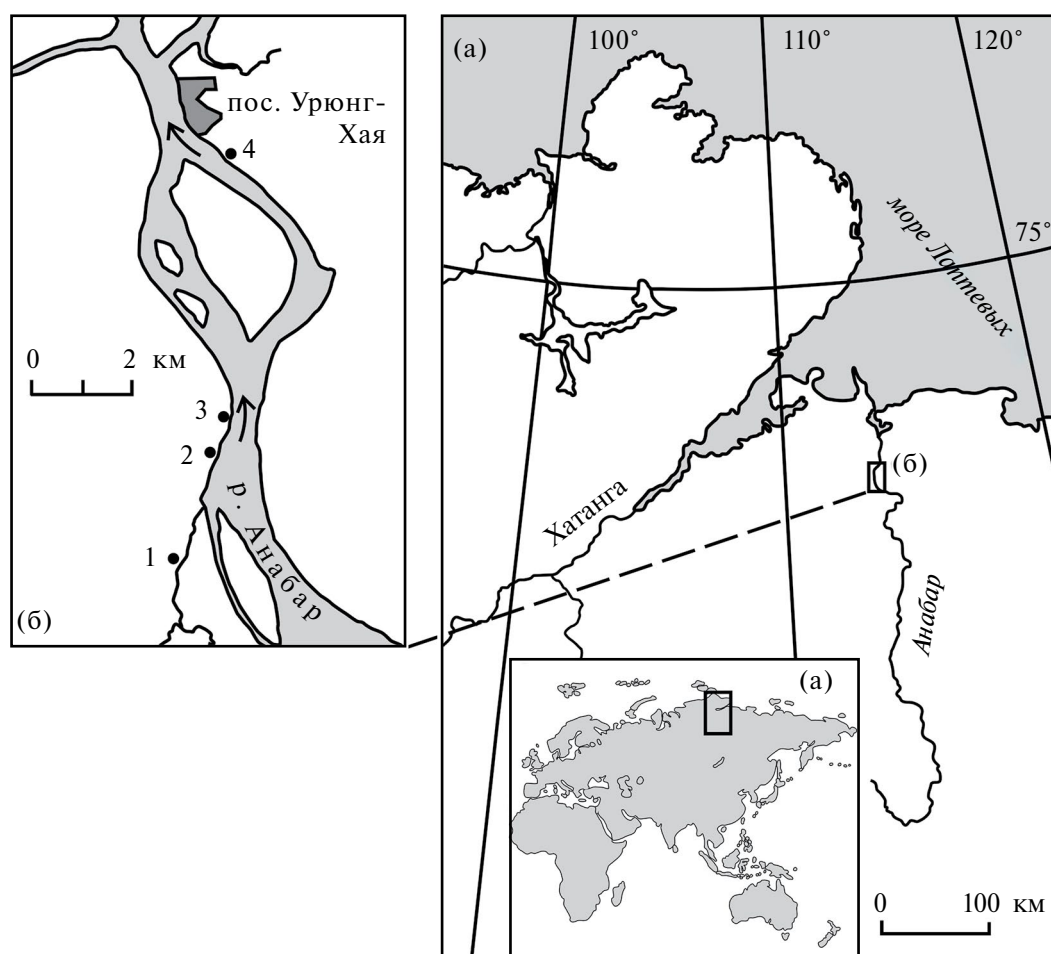 пос. Урюнг-
Хая
4
0 2 км
3
2
р. Анабар
1
(б)
(а)
100°
110°
120°
75°
море Лаптевых
(б)
Хатанга
Анабар
(а)
0 100 км